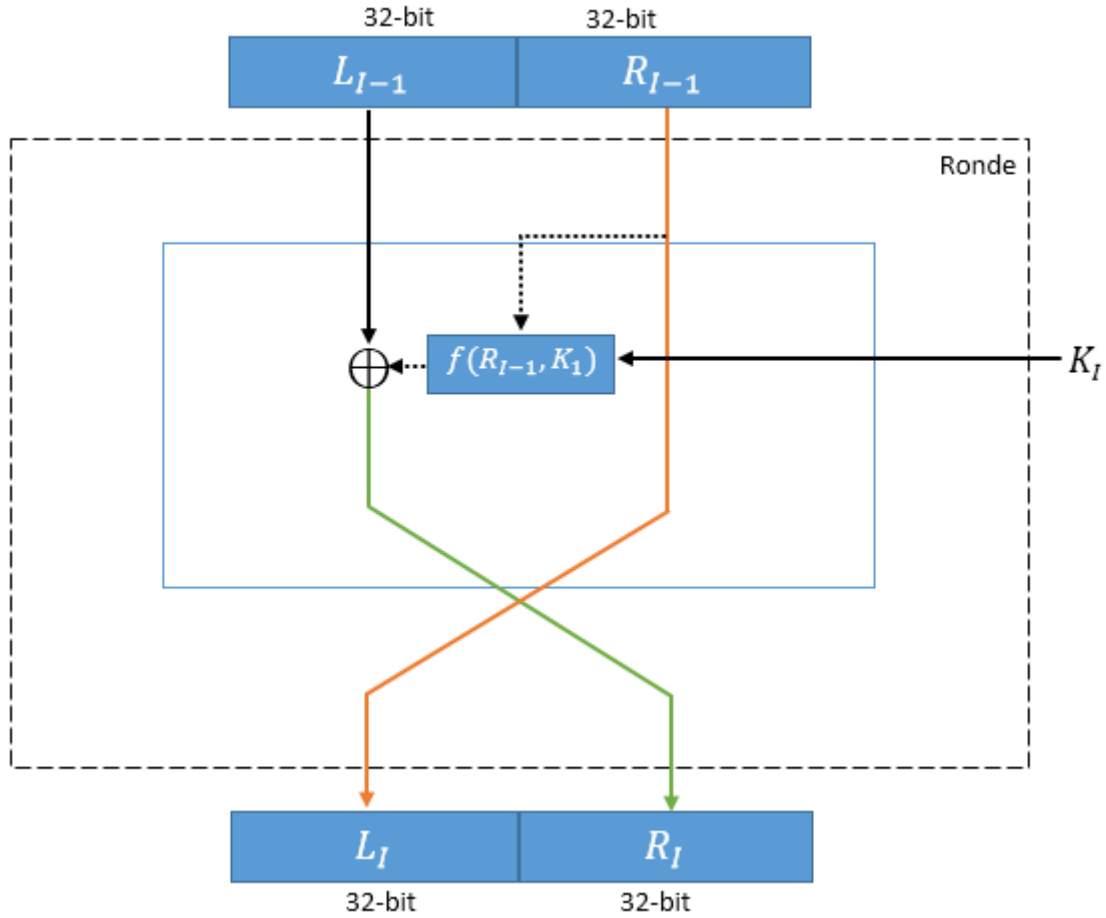 32-bit 32-bit
L_{I-1} R_{I-1}
Ronde
f(R_{I-1}, K_1)
K_I
L_I R_I
32-bit 32-bit